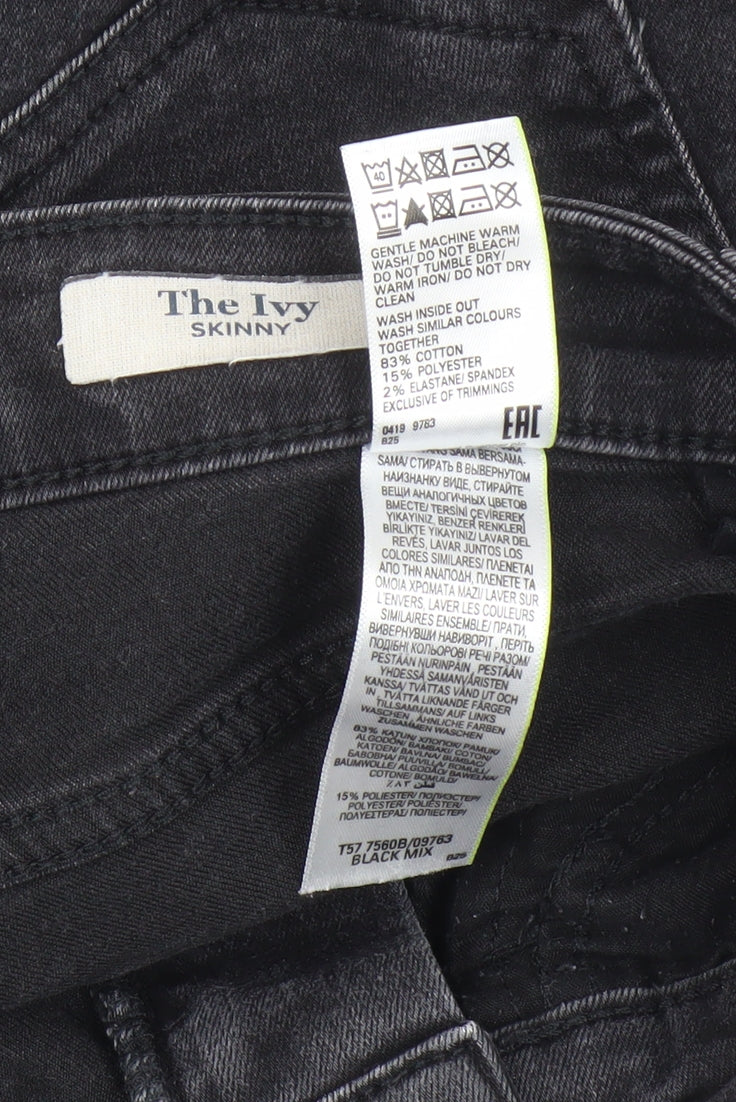 The Ivy
SKINNY
40
GENTLE MACHINE WARM
WASH/ DO NOT BLEACH/
DO NOT TUMBLE DRY/
WARM IRON/ DO NOT DRY
CLEAN
WASH INSIDE OUT
WASH SIMILAR COLOURS
TOGETHER
83% COTTON
15% POLYESTER
2% ELASTANE/ SPANDEX
EXCLUSIVE OF TRIMMINGS
0419 9763
B25
EAC
SAMA BERSAMA-
SAMA/ СТИРАТЬ В ВЫВЕРНУТОМ
НАИЗНАНКУ ВИДЕ, СТИРАЙТЕ
ВЕЩИ АНАЛОГИЧНЫХ ЦВЕТОВ
ВМЕСТЕ/ TERSİNİ ÇEVİREREK
YIKAYINIZ, BENZER RENKLERİ
BİRLİKTE YIKAYINIZ/ LAVAR DEL
REVÉS, LAVAR JUNTOS LOS
COLORES SIMILARES/ ΠΛΕΝΕΤΑΙ
ΑΠΟ ΤΗΝ ΑΝΑΠΟΔΗ, ΠΛΕΝΕΤΕ ΤΑ
ΟΜΟΙΑ ΧΡΩΜΑΤΑ ΜΑΖΙ/ LAVER SUR
L'ENVERS, LAVER LES COULEURS
SIMILAIRES ENSEMBLE/ ПРАТИ,
ВИВЕРНУВШИ НАВИВОРІТ , ПЕРІТЬ
ПОДІБНІ КОЛЬОРОВІ РЕЧІ РАЗОМ/
PESTÄÄN NURINPÄIN, PESTÄÄN
YHDESSÄ SAMANVÄRISTEN
KANSSA/ TVÄTTAS VÄND UT OCH
IN , TVÄTTA LIKNANDE FÄRGER
TILLSAMMANS/ AUF LINKS
WASCHEN , ÄHNLICHE FARBEN
ZUSAMMEN WASCHEN
83% KATUN/ ХЛОПОК/ PAMUK/
ALGODÓN/ ΒΑΜΒΑΚΙ/ COTON/
KATOEN/ BAVLNA/ BUMBAC/
БАВОВНА/ PUUVILLA/ BOMULL/
BAUMWOLLE/ ALGODÃO/ BAWEŁNA/
COTONE/ BOMULD/
٨٣٪ قطن
15% POLIESTER/ ПОЛИЭСТЕР/
POLYESTER/ POLIÉSTER/
ΠΟΛΥΕΣΤΕΡΑΣ/ ПОЛІЕСТЕР/
T57 7560B/09763
BLACK MIX
B25